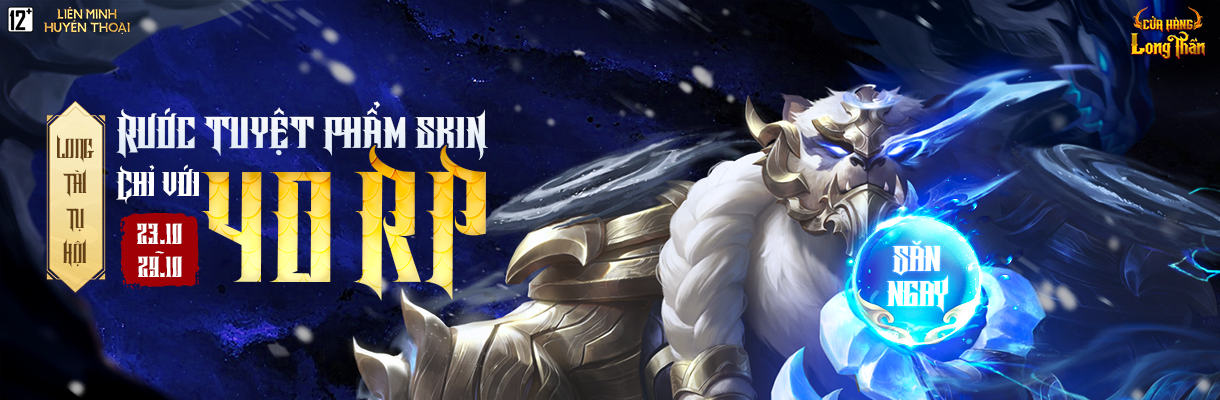 12+
LIÊN MINH
HUYỀN THOẠI
CỬA HÀNG
Long Thần
LONG
THÌ
TỤ
HỘI
RƯỚC TUYỆT PHẨM SKIN
CHỈ VỚI
40 RP
23.10
~
29.10
SĂN
NGAY